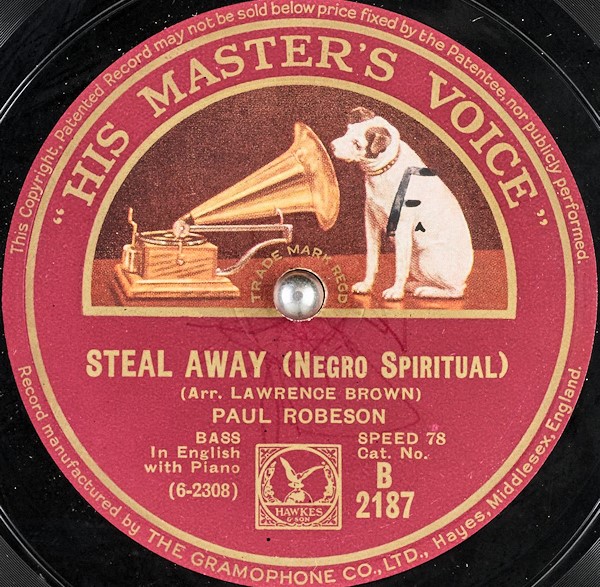 This Copyright, Patented Record may not be sold below price fixed by the Patentee, nor publicly performed.
"HIS MASTER'S VOICE"
TRADE MARK REGD
STEAL AWAY (NEGRO SPIRITUAL)
(Arr. LAWRENCE BROWN)
PAUL ROBESON
BASS
In English
with Piano
(6-2308)
HAWKES
& SON
SPEED 78
Cat. No.
B
2187
Record manufactured by THE GRAMOPHONE CO., LTD., Hayes, Middlesex, England.